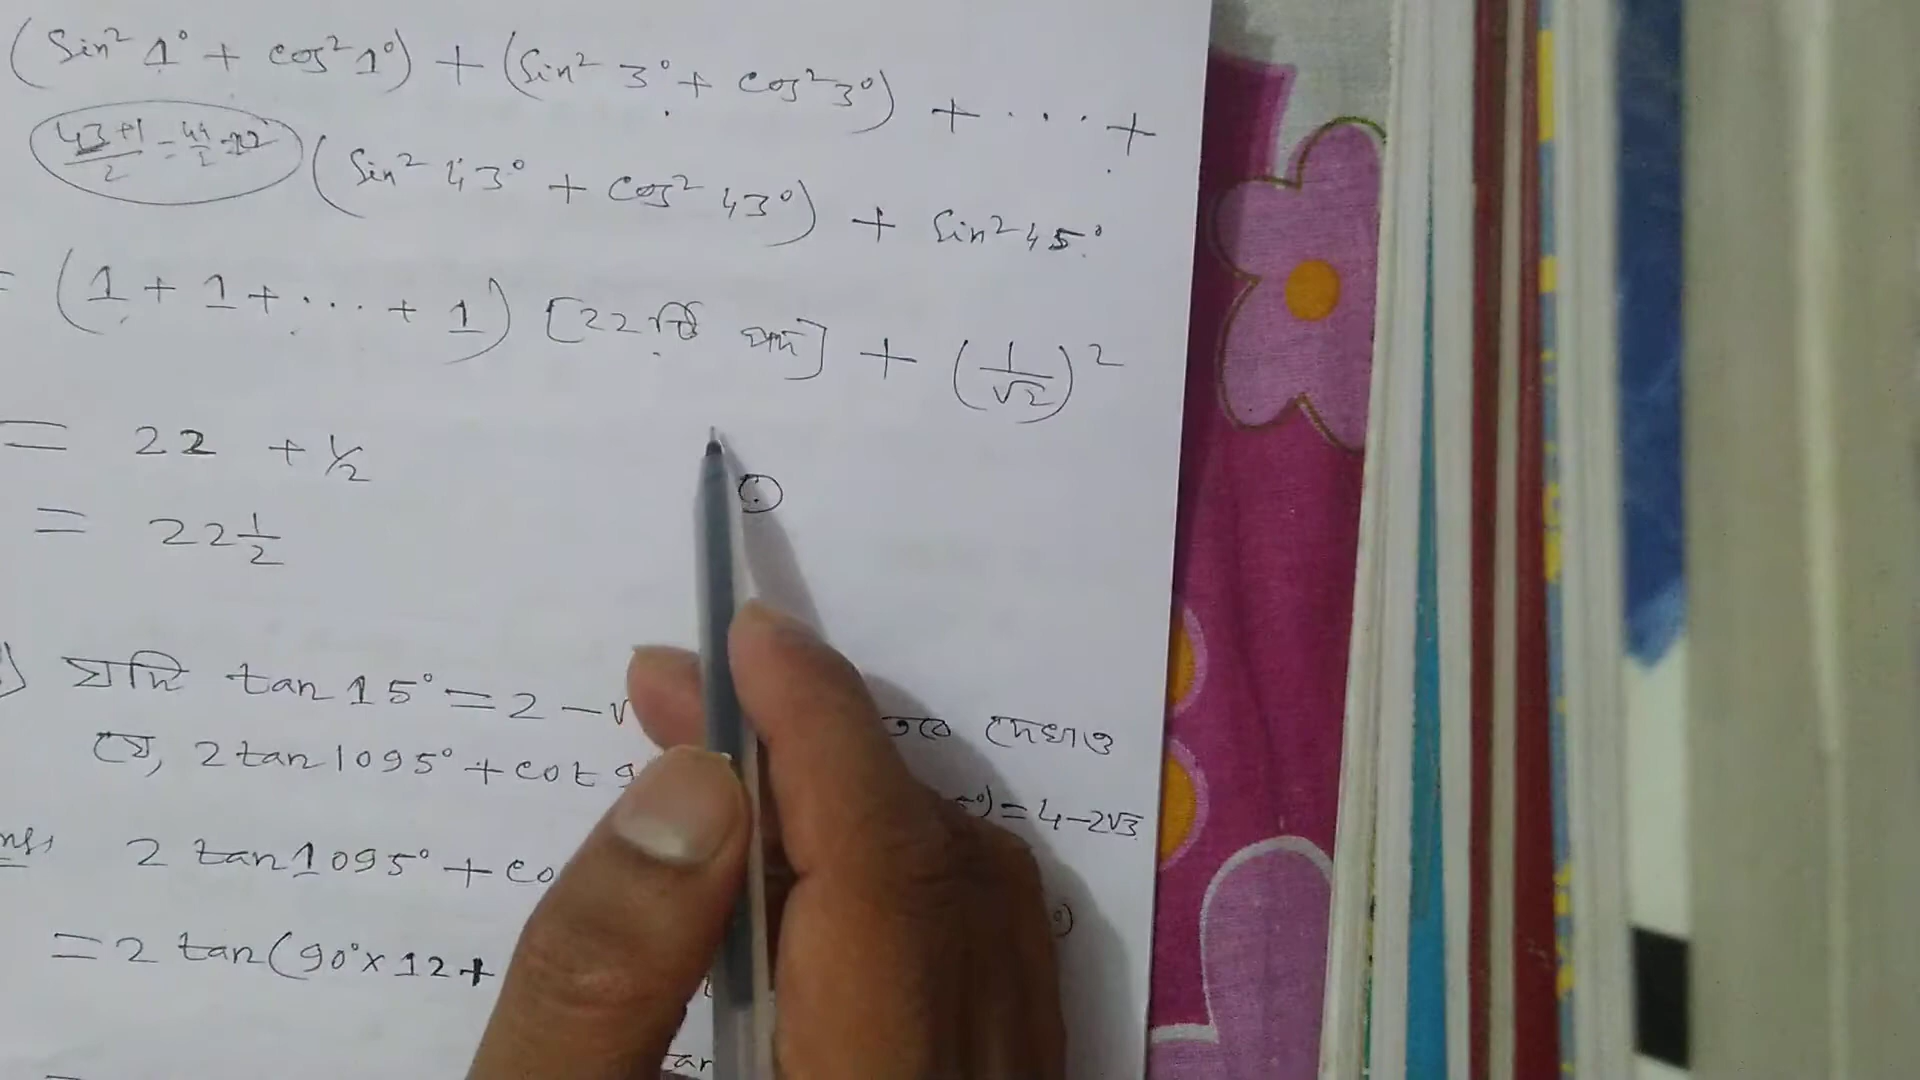 (Sin² 1° + cos² 1°) + (Sin² 3° + cos² 3°) + ... +
(43+1)/2 = 44/2 = 22 (Sin² 43° + cos² 43°) + Sin² 45°
= (1 + 1 + ... + 1) [22 টি পদ] + (1/√2)²
= 22 + 1/2
= 22 1/2
) যদি tan 15° = 2 - √ তবে দেখাও
যে, 2 tan 1095° + cot 9 °) = 4 - 2√3
Ans: 2 tan 1095° + co
= 2 tan (90° × 12 +